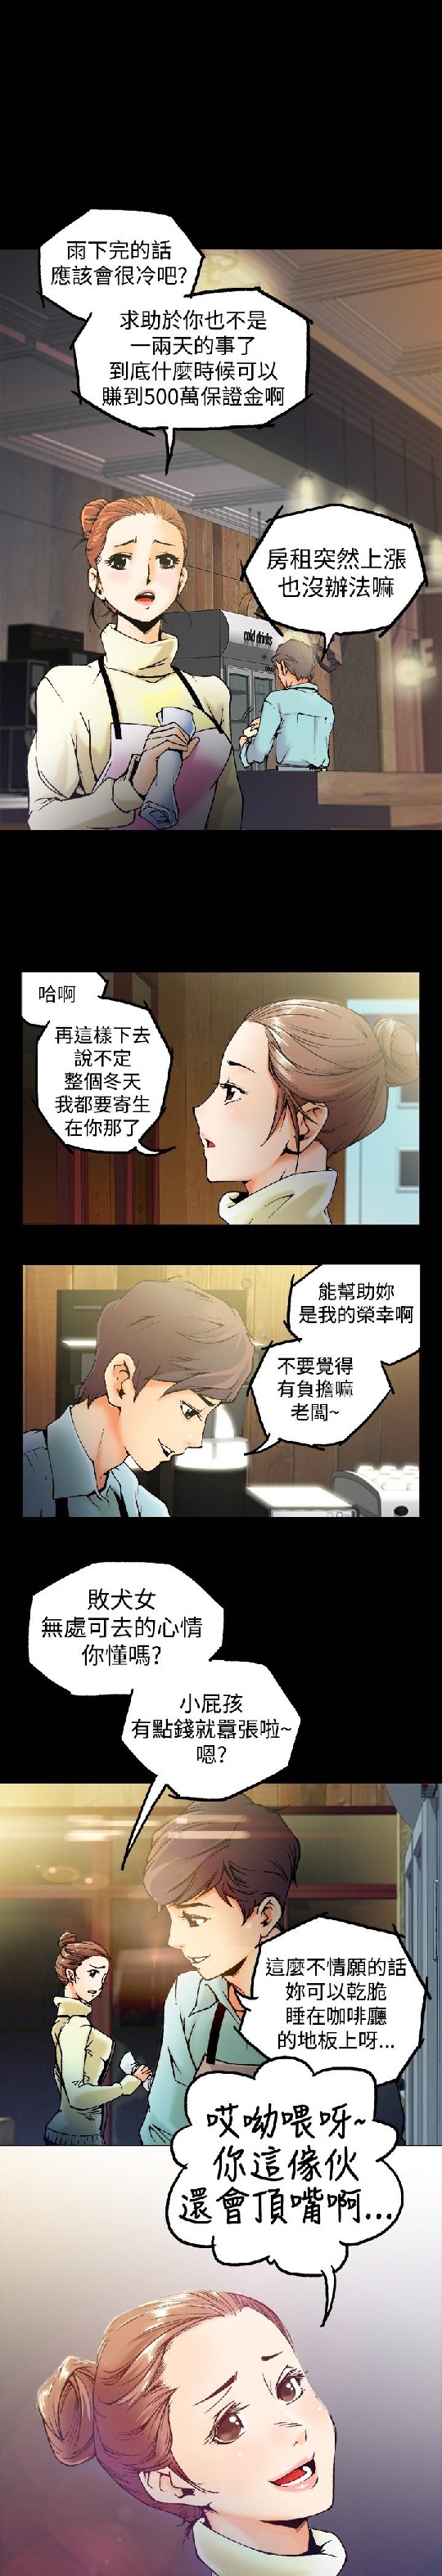 雨下完的話
應該會很冷吧?
求助於你也不是
一兩天的事了
到底什麼時候可以
賺到500萬保證金啊
房租突然上漲
也沒辦法嘛
cold drinks
哈啊
再這樣下去
說不定
整個冬天
我都要寄生
在你那了
能幫助妳
是我的榮幸啊
不要覺得
有負擔嘛
老闆~
敗犬女
無處可去的心情
你懂嗎?
小屁孩
有點錢就囂張啦~
嗯?
這麼不情願的話
妳可以乾脆
睡在咖啡廳
的地板上呀...
哎呦喂呀~
你這傢伙
還會頂嘴啊...